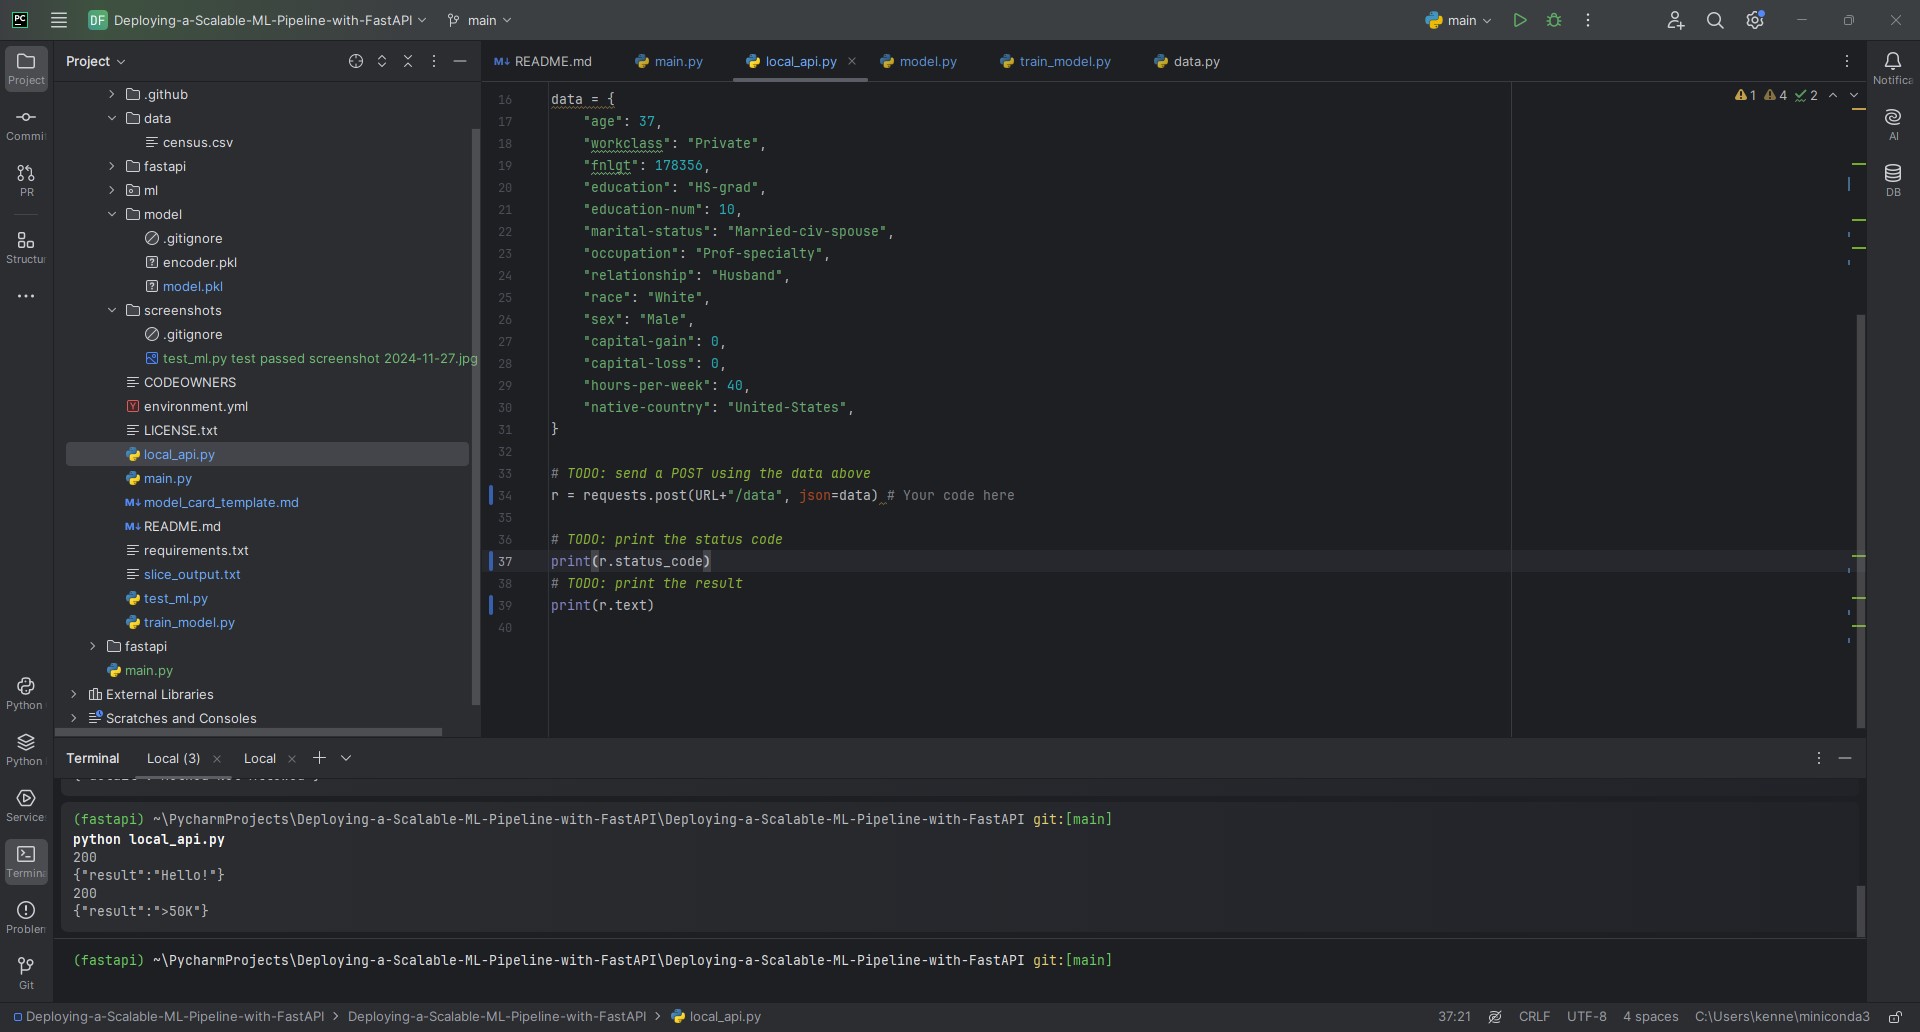 PC
DF Deploying-a-Scalable-ML-Pipeline-with-FastAPI main main
Project
Commi
PR
Structur
Python
Python
Service
Termina
Problem
Git
Project
.github
data
census.csv
fastapi
ml
model
.gitignore
encoder.pkl
model.pkl
screenshots
.gitignore
test_ml.py test passed screenshot 2024-11-27.jpg
CODEOWNERS
environment.yml
LICENSE.txt
local_api.py
main.py
model_card_template.md
README.md
requirements.txt
slice_output.txt
test_ml.py
train_model.py
fastapi
main.py
External Libraries
Scratches and Consoles
README.md main.py local_api.py model.py train_model.py data.py
1 4 2
16 data = {
17 "age": 37,
18 "workclass": "Private",
19 "fnlgt": 178356,
20 "education": "HS-grad",
21 "education-num": 10,
22 "marital-status": "Married-civ-spouse",
23 "occupation": "Prof-specialty",
24 "relationship": "Husband",
25 "race": "White",
26 "sex": "Male",
27 "capital-gain": 0,
28 "capital-loss": 0,
29 "hours-per-week": 40,
30 "native-country": "United-States",
31 }
32
33 # TODO: send a POST using the data above
34 r = requests.post(URL+"/data", json=data) # Your code here
35
36 # TODO: print the status code
37 print(r.status_code)
38 # TODO: print the result
39 print(r.text)
40
Notifica
AI
DB
Terminal Local (3) Local
(fastapi) ~\PycharmProjects\Deploying-a-Scalable-ML-Pipeline-with-FastAPI\Deploying-a-Scalable-ML-Pipeline-with-FastAPI git:[main]
python local_api.py
200
{"result":"Hello!"}
200
{"result":">50K"}
(fastapi) ~\PycharmProjects\Deploying-a-Scalable-ML-Pipeline-with-FastAPI\Deploying-a-Scalable-ML-Pipeline-with-FastAPI git:[main]
Deploying-a-Scalable-ML-Pipeline-with-FastAPI > Deploying-a-Scalable-ML-Pipeline-with-FastAPI > local_api.py 37:21 CRLF UTF-8 4 spaces C:\Users\kenne\miniconda3